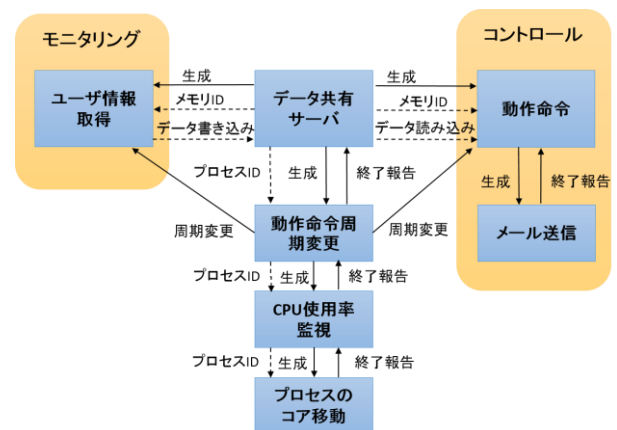 モニタリング
コントロール
生成
生成
ユーザ情報
取得
メモリID
データ共有
サーバ
メモリID
動作命令
データ書き込み
データ読み込み
プロセスID
生成
終了報告
生成
終了報告
周期変更
動作命令周
期変更
周期変更
メール送信
プロセスID
生成
終了報告
CPU使用率
監視
プロセスID
生成
終了報告
プロセスの
コア移動